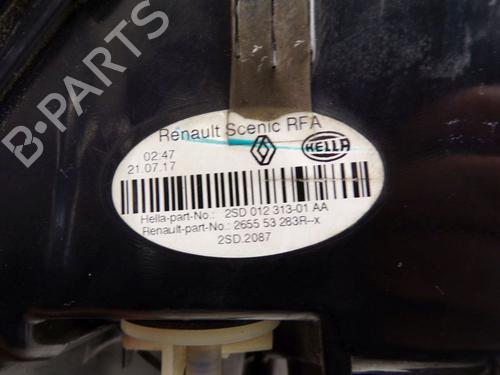 Renault Scenic RFA
02:47
21.07.17
HELLA
Hella-part-No.: 2SD 012 313-01 AA
Renault-part-No.: 2655 53 283R--x
2SD.2087
B-PARTS